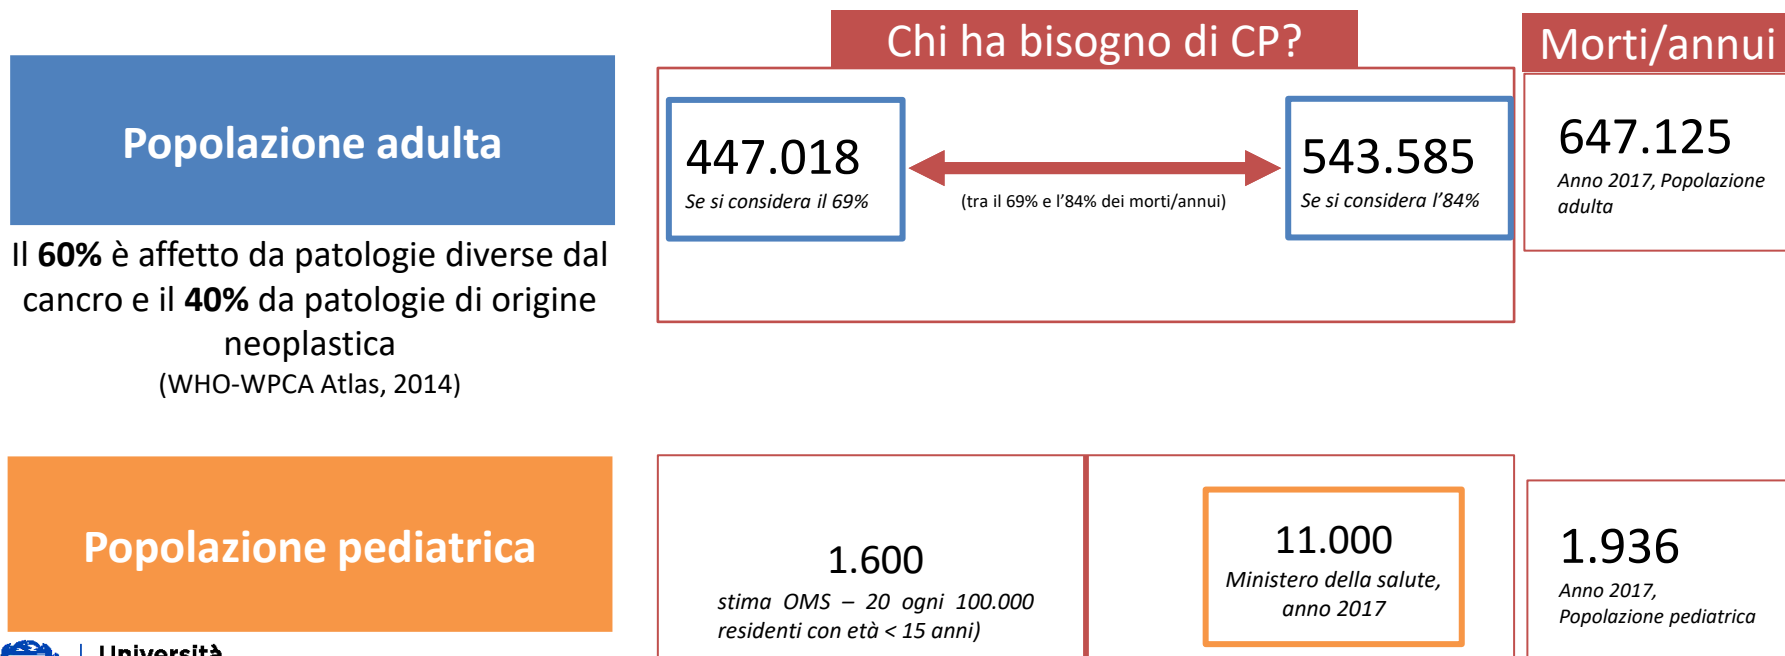 Chi ha bisogno di CP?
Morti/annui
Popolazione adulta
447.018
Se si considera il 69%
(tra il 69% e l'84% dei morti/annui)
543.585
Se si considera l'84%
647.125
Anno 2017, Popolazione
adulta
Il 60% è affetto da patologie diverse dal
cancro e il 40% da patologie di origine
neoplastica
(WHO-WPCA Atlas, 2014)
Popolazione pediatrica
1.600
stima OMS – 20 ogni 100.000
residenti con età < 15 anni)
11.000
Ministero della salute,
anno 2017
1.936
Anno 2017,
Popolazione pediatrica
Università